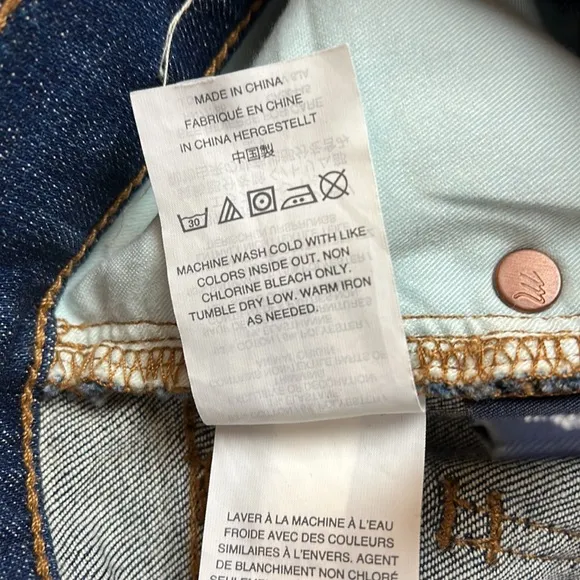 MADE IN CHINA
FABRIQUÉ EN CHINE
IN CHINA HERGESTELLT
中国製
30
MACHINE WASH COLD WITH LIKE
COLORS INSIDE OUT. NON
CHLORINE BLEACH ONLY.
TUMBLE DRY LOW. WARM IRON
AS NEEDED.
LAVER À LA MACHINE À L'EAU
FROIDE AVEC DES COULEURS
SIMILAIRES À L'ENVERS. AGENT
DE BLANCHIMENT NON CHLORÉ